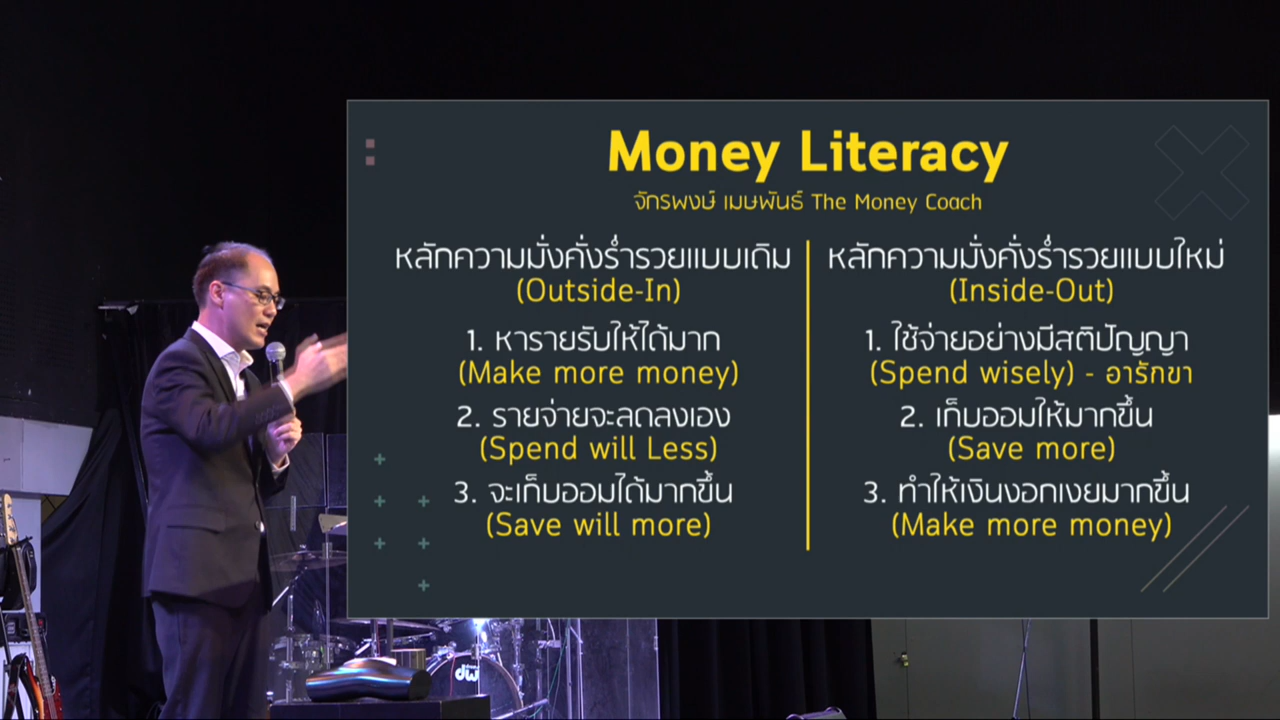 Money Literacy
จักรพงษ์ เมษพันธ์ The Money Coach
หลักความมั่งคั่งร่ำรวยแบบเดิม
(Outside-In)
1. หารายรับให้ได้มาก
(Make more money)
2. รายจ่ายจะลดลงเอง
(Spend will Less)
3. จะเก็บออมได้มากขึ้น
(Save will more)
หลักความมั่งคั่งร่ำรวยแบบใหม่
(Inside-Out)
1. ใช้จ่ายอย่างมีสติปัญญา
(Spend wisely) - อารักขา
2. เก็บออมให้มากขึ้น
(Save more)
3. ทำให้เงินงอกเงยมากขึ้น
(Make more money)
dw